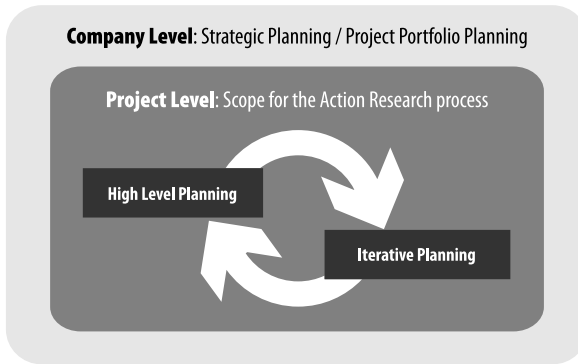 Company Level: Strategic Planning / Project Portfolio Planning
Project Level: Scope for the Action Research process
High Level Planning
Iterative Planning